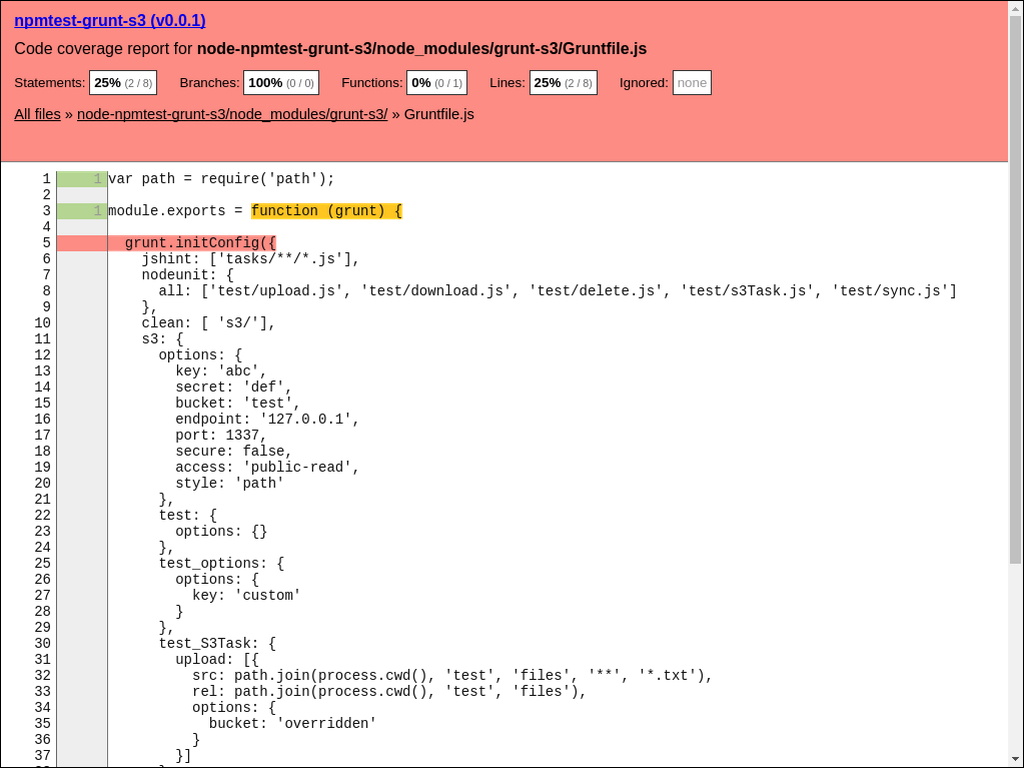 npmtest-grunt-s3 (v0.0.1)
Code coverage report for node-npmtest-grunt-s3/node_modules/grunt-s3/Gruntfile.js
Statements: 25% (2 / 8) Branches: 100% (0 / 0) Functions: 0% (0 / 1) Lines: 25% (2 / 8) Ignored: none
All files » node-npmtest-grunt-s3/node_modules/grunt-s3/ » Gruntfile.js
1 1 var path = require('path');
2
3 1 module.exports = function (grunt) {
4
5 grunt.initConfig({
6 jshint: ['tasks/**/*.js'],
7 nodeunit: {
8 all: ['test/upload.js', 'test/download.js', 'test/delete.js', 'test/s3Task.js', 'test/sync.js']
9 },
10 clean: [ 's3/'],
11 s3: {
12 options: {
13 key: 'abc',
14 secret: 'def',
15 bucket: 'test',
16 endpoint: '127.0.0.1',
17 port: 1337,
18 secure: false,
19 access: 'public-read',
20 style: 'path'
21 },
22 test: {
23 options: {}
24 },
25 test_options: {
26 options: {
27 key: 'custom'
28 }
29 },
30 test_S3Task: {
31 upload: [{
32 src: path.join(process.cwd(), 'test', 'files', '**', '*.txt'),
33 rel: path.join(process.cwd(), 'test', 'files'),
34 options: {
35 bucket: 'overridden'
36 }
37 }]